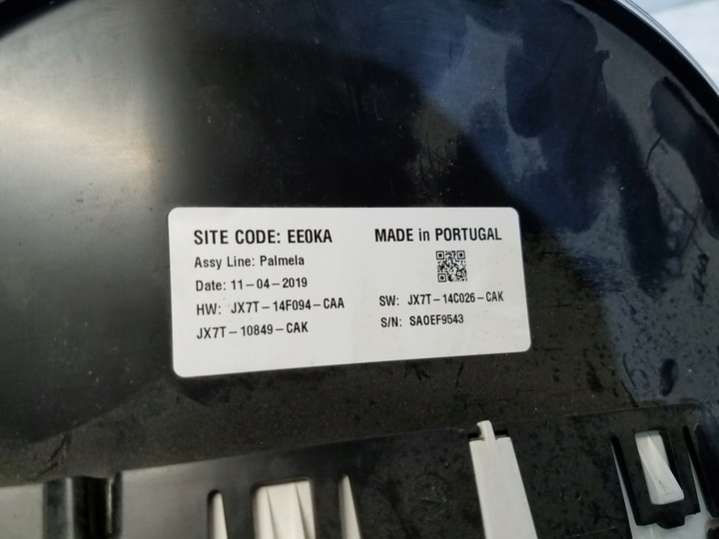 SITE CODE: EE0KA
MADE in PORTUGAL
Assy Line: Palmela
Date: 11-04-2019
HW: JX7T-14F094-CAA
SW: JX7T-14C026-CAK
JX7T-10849-CAK
S/N: SA0EF9543